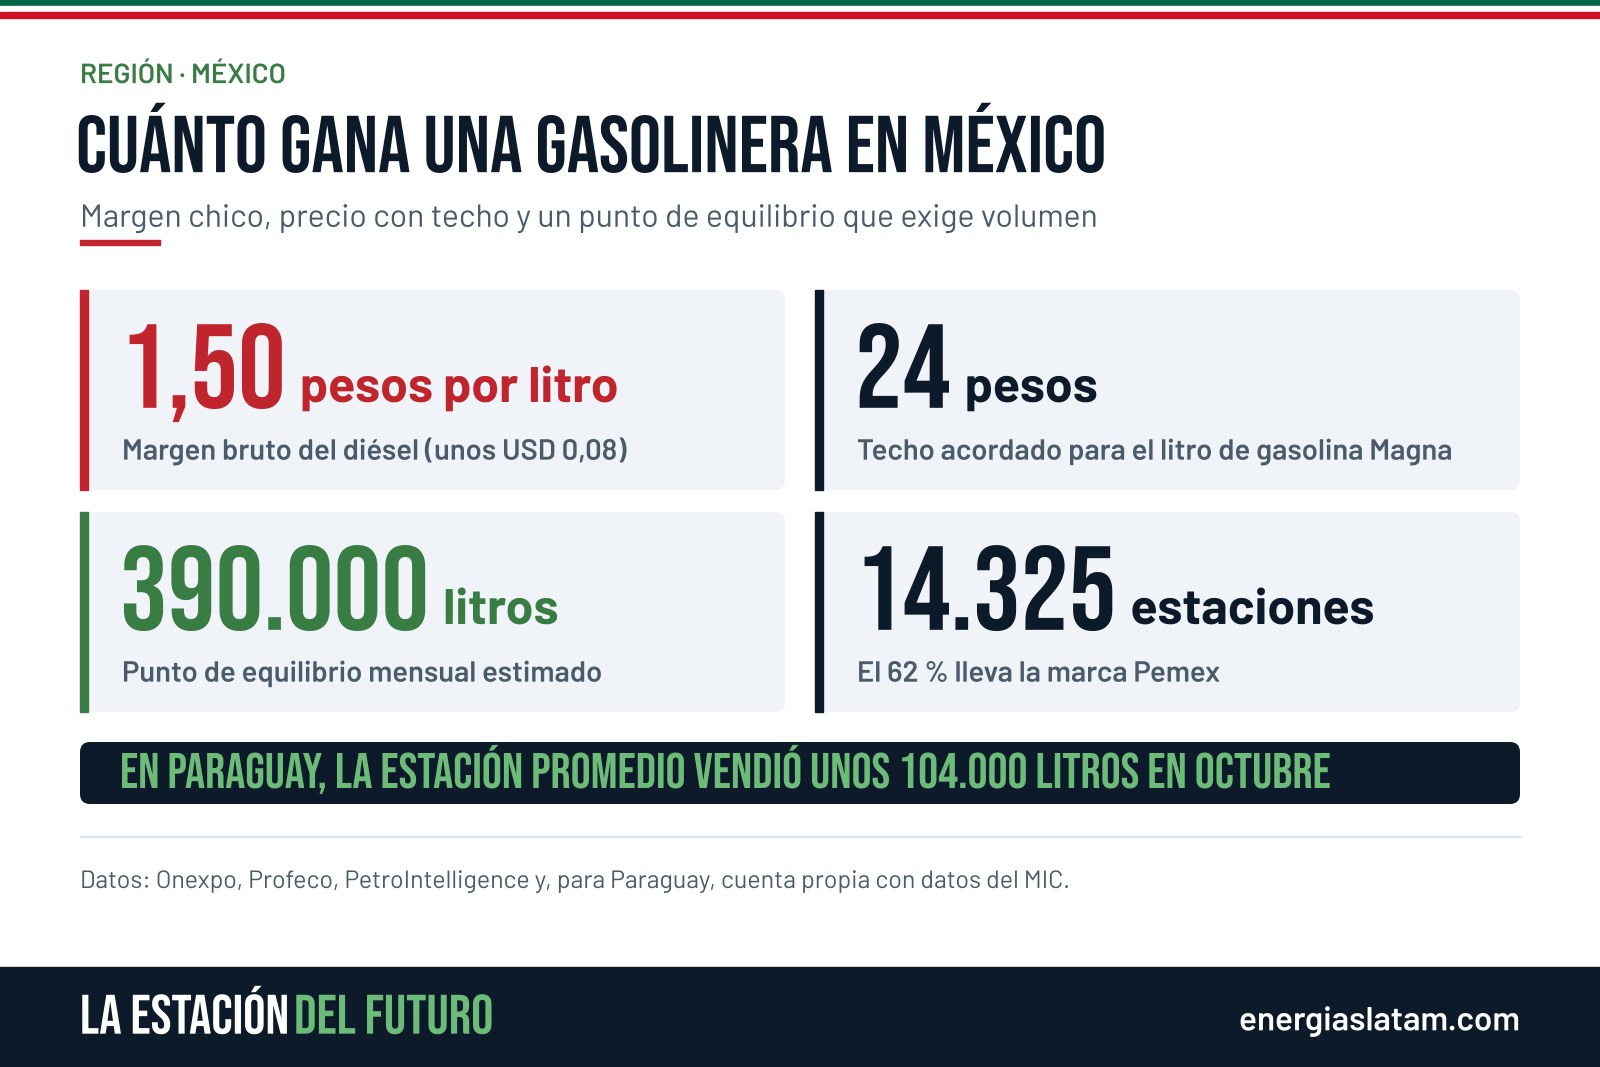 REGIÓN · MÉXICO
CUÁNTO GANA UNA GASOLINERA EN MÉXICO
Margen chico, precio con techo y un punto de equilibrio que exige volumen
1,50 pesos por litro
Margen bruto del diésel (unos USD 0,08)
24 pesos
Techo acordado para el litro de gasolina Magna
390.000 litros
Punto de equilibrio mensual estimado
14.325 estaciones
El 62 % lleva la marca Pemex
EN PARAGUAY, LA ESTACIÓN PROMEDIO VENDIÓ UNOS 104.000 LITROS EN OCTUBRE
Datos: Onexpo, Profeco, PetroIntelligence y, para Paraguay, cuenta propia con datos del MIC.
LA ESTACIÓN DEL FUTURO
energiaslatam.com